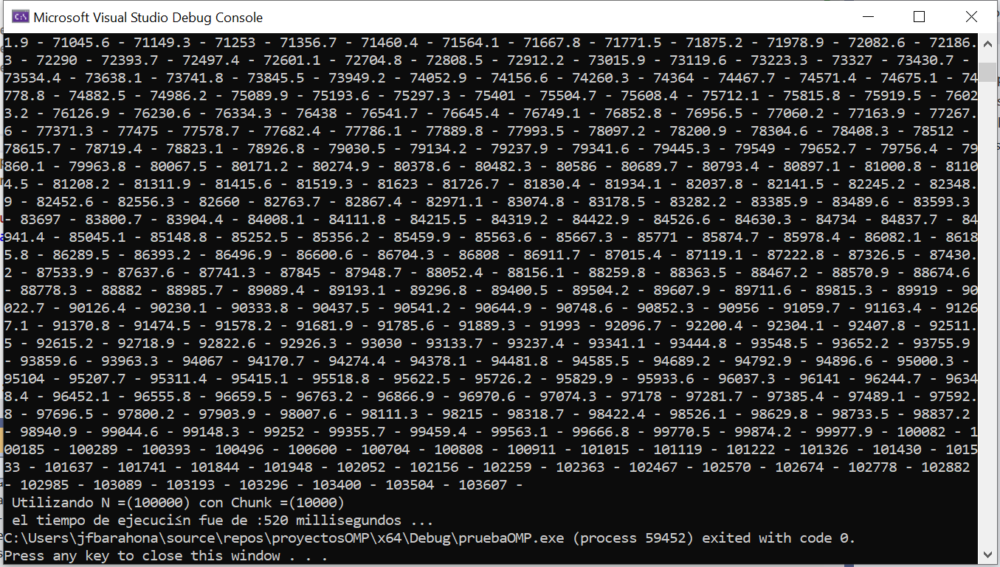 Microsoft Visual Studio Debug Console
1.9 - 71045.6 - 71149.3 - 71253 - 71356.7 - 71460.4 - 71564.1 - 71667.8 - 71771.5 - 71875.2 - 71978.9 - 72082.6 - 72186.
3 - 72290 - 72393.7 - 72497.4 - 72601.1 - 72704.8 - 72808.5 - 72912.2 - 73015.9 - 73119.6 - 73223.3 - 73327 - 73430.7 -
73534.4 - 73638.1 - 73741.8 - 73845.5 - 73949.2 - 74052.9 - 74156.6 - 74260.3 - 74364 - 74467.7 - 74571.4 - 74675.1 - 74
778.8 - 74882.5 - 74986.2 - 75089.9 - 75193.6 - 75297.3 - 75401 - 75504.7 - 75608.4 - 75712.1 - 75815.8 - 75919.5 - 7602
3.2 - 76126.9 - 76230.6 - 76334.3 - 76438 - 76541.7 - 76645.4 - 76749.1 - 76852.8 - 76956.5 - 77060.2 - 77163.9 - 77267.
6 - 77371.3 - 77475 - 77578.7 - 77682.4 - 77786.1 - 77889.8 - 77993.5 - 78097.2 - 78200.9 - 78304.6 - 78408.3 - 78512 -
78615.7 - 78719.4 - 78823.1 - 78926.8 - 79030.5 - 79134.2 - 79237.9 - 79341.6 - 79445.3 - 79549 - 79652.7 - 79756.4 - 79
860.1 - 79963.8 - 80067.5 - 80171.2 - 80274.9 - 80378.6 - 80482.3 - 80586 - 80689.7 - 80793.4 - 80897.1 - 81000.8 - 8110
4.5 - 81208.2 - 81311.9 - 81415.6 - 81519.3 - 81623 - 81726.7 - 81830.4 - 81934.1 - 82037.8 - 82141.5 - 82245.2 - 82348.
9 - 82452.6 - 82556.3 - 82660 - 82763.7 - 82867.4 - 82971.1 - 83074.8 - 83178.5 - 83282.2 - 83385.9 - 83489.6 - 83593.3
- 83697 - 83800.7 - 83904.4 - 84008.1 - 84111.8 - 84215.5 - 84319.2 - 84422.9 - 84526.6 - 84630.3 - 84734 - 84837.7 - 84
941.4 - 85045.1 - 85148.8 - 85252.5 - 85356.2 - 85459.9 - 85563.6 - 85667.3 - 85771 - 85874.7 - 85978.4 - 86082.1 - 8618
5.8 - 86289.5 - 86393.2 - 86496.9 - 86600.6 - 86704.3 - 86808 - 86911.7 - 87015.4 - 87119.1 - 87222.8 - 87326.5 - 87430.
2 - 87533.9 - 87637.6 - 87741.3 - 87845 - 87948.7 - 88052.4 - 88156.1 - 88259.8 - 88363.5 - 88467.2 - 88570.9 - 88674.6
- 88778.3 - 88882 - 88985.7 - 89089.4 - 89193.1 - 89296.8 - 89400.5 - 89504.2 - 89607.9 - 89711.6 - 89815.3 - 89919 - 90
022.7 - 90126.4 - 90230.1 - 90333.8 - 90437.5 - 90541.2 - 90644.9 - 90748.6 - 90852.3 - 90956 - 91059.7 - 91163.4 - 9126
7.1 - 91370.8 - 91474.5 - 91578.2 - 91681.9 - 91785.6 - 91889.3 - 91993 - 92096.7 - 92200.4 - 92304.1 - 92407.8 - 92511.
5 - 92615.2 - 92718.9 - 92822.6 - 92926.3 - 93030 - 93133.7 - 93237.4 - 93341.1 - 93444.8 - 93548.5 - 93652.2 - 93755.9
- 93859.6 - 93963.3 - 94067 - 94170.7 - 94274.4 - 94378.1 - 94481.8 - 94585.5 - 94689.2 - 94792.9 - 94896.6 - 95000.3 -
95104 - 95207.7 - 95311.4 - 95415.1 - 95518.8 - 95622.5 - 95726.2 - 95829.9 - 95933.6 - 96037.3 - 96141 - 96244.7 - 9634
8.4 - 96452.1 - 96555.8 - 96659.5 - 96763.2 - 96866.9 - 96970.6 - 97074.3 - 97178 - 97281.7 - 97385.4 - 97489.1 - 97592.
8 - 97696.5 - 97800.2 - 97903.9 - 98007.6 - 98111.3 - 98215 - 98318.7 - 98422.4 - 98526.1 - 98629.8 - 98733.5 - 98837.2
- 98940.9 - 99044.6 - 99148.3 - 99252 - 99355.7 - 99459.4 - 99563.1 - 99666.8 - 99770.5 - 99874.2 - 99977.9 - 100082 - 1
00185 - 100289 - 100393 - 100496 - 100600 - 100704 - 100808 - 100911 - 101015 - 101119 - 101222 - 101326 - 101430 - 1015
33 - 101637 - 101741 - 101844 - 101948 - 102052 - 102156 - 102259 - 102363 - 102467 - 102570 - 102674 - 102778 - 102882
- 102985 - 103089 - 103193 - 103296 - 103400 - 103504 - 103607 -
Utilizando N =(100000) con Chunk =(10000)
el tiempo de ejecuci≤n fue de :520 millisegundos ...
C:\Users\jfbarahona\source\repos\proyectosOMP\x64\Debug\pruebaOMP.exe (process 59452) exited with code 0.
Press any key to close this window . . .